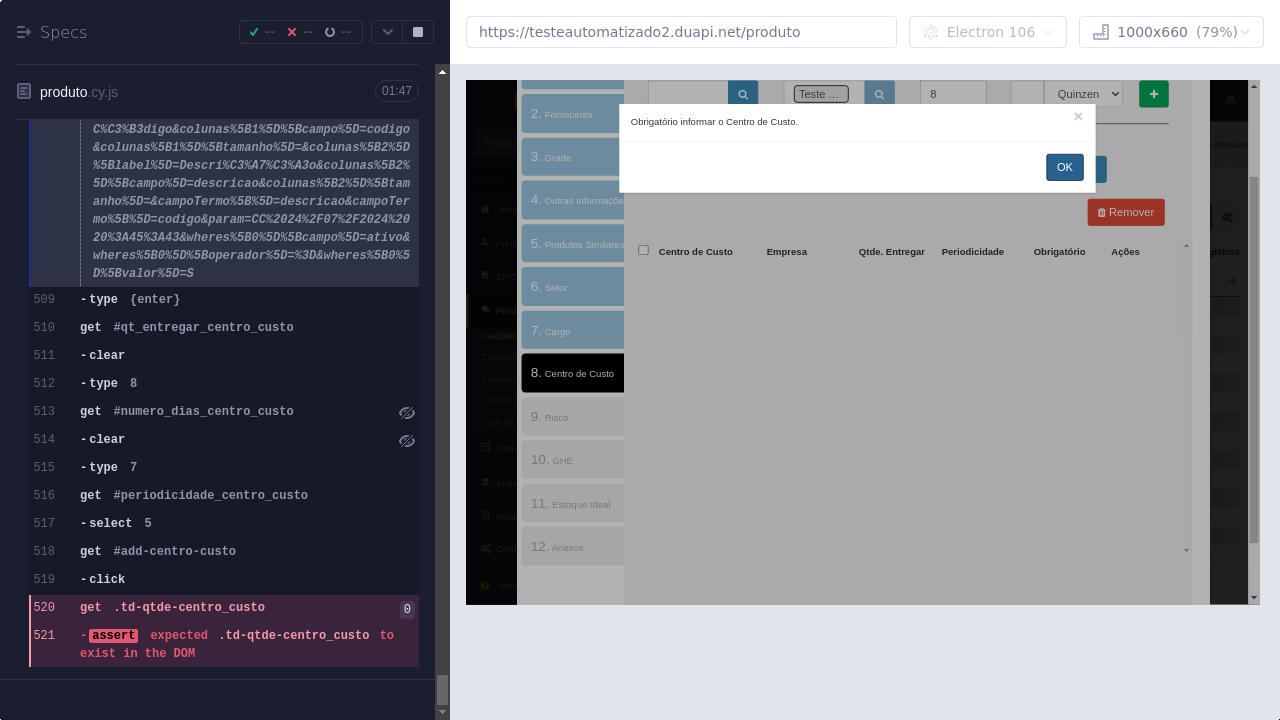 Specs
--
--
--
https://testeautomatizado2.duapi.net/produto
Electron 106
1000x660 (79%)
produto.cy.js
01:47
C%C3%B3digo&colunas%5B1%5D%5Bcampo%5D=codigo
&colunas%5B1%5D%5Btamanho%5D=&colunas%5B2%5
D%5Blabel%5D=Descri%C3%A7%C3%A3o&colunas%5B2%
5D%5Bcampo%5D=descricao&colunas%5B2%5D%5Btam
anho%5D=&campoTermo%5B%5D=descricao&campoTer
mo%5B%5D=codigo&param=CC%2024%2F07%2F2024%20
20%3A45%3A43&wheres%5B0%5D%5Bcampo%5D=ativo&
wheres%5B0%5D%5Boperador%5D=%3D&wheres%5B0%5
D%5Bvalor%5D=S
509 -type {enter}
510 get #qt_entregar_centro_custo
511 -clear
512 -type 8
513 get #numero_dias_centro_custo
514 -clear
515 -type 7
516 get #periodicidade_centro_custo
517 -select 5
518 get #add-centro-custo
519 -click
520 get .td-qtde-centro_custo 0
521 -assert expected .td-qtde-centro_custo to
exist in the DOM
Teste ...
8
Quinzen
Obrigatório informar o Centro de Custo.
×
OK
Remover
Centro de Custo Empresa Qtde. Entregar Periodicidade Obrigatório Ações
2. Fornecedor
3. Grade
4. Outras Informaçõe
5. Produtos Similares
6. Setor
7. Cargo
8. Centro de Custo
9. Risco
10. GHE
11. Estoque Ideal
12. Anexos